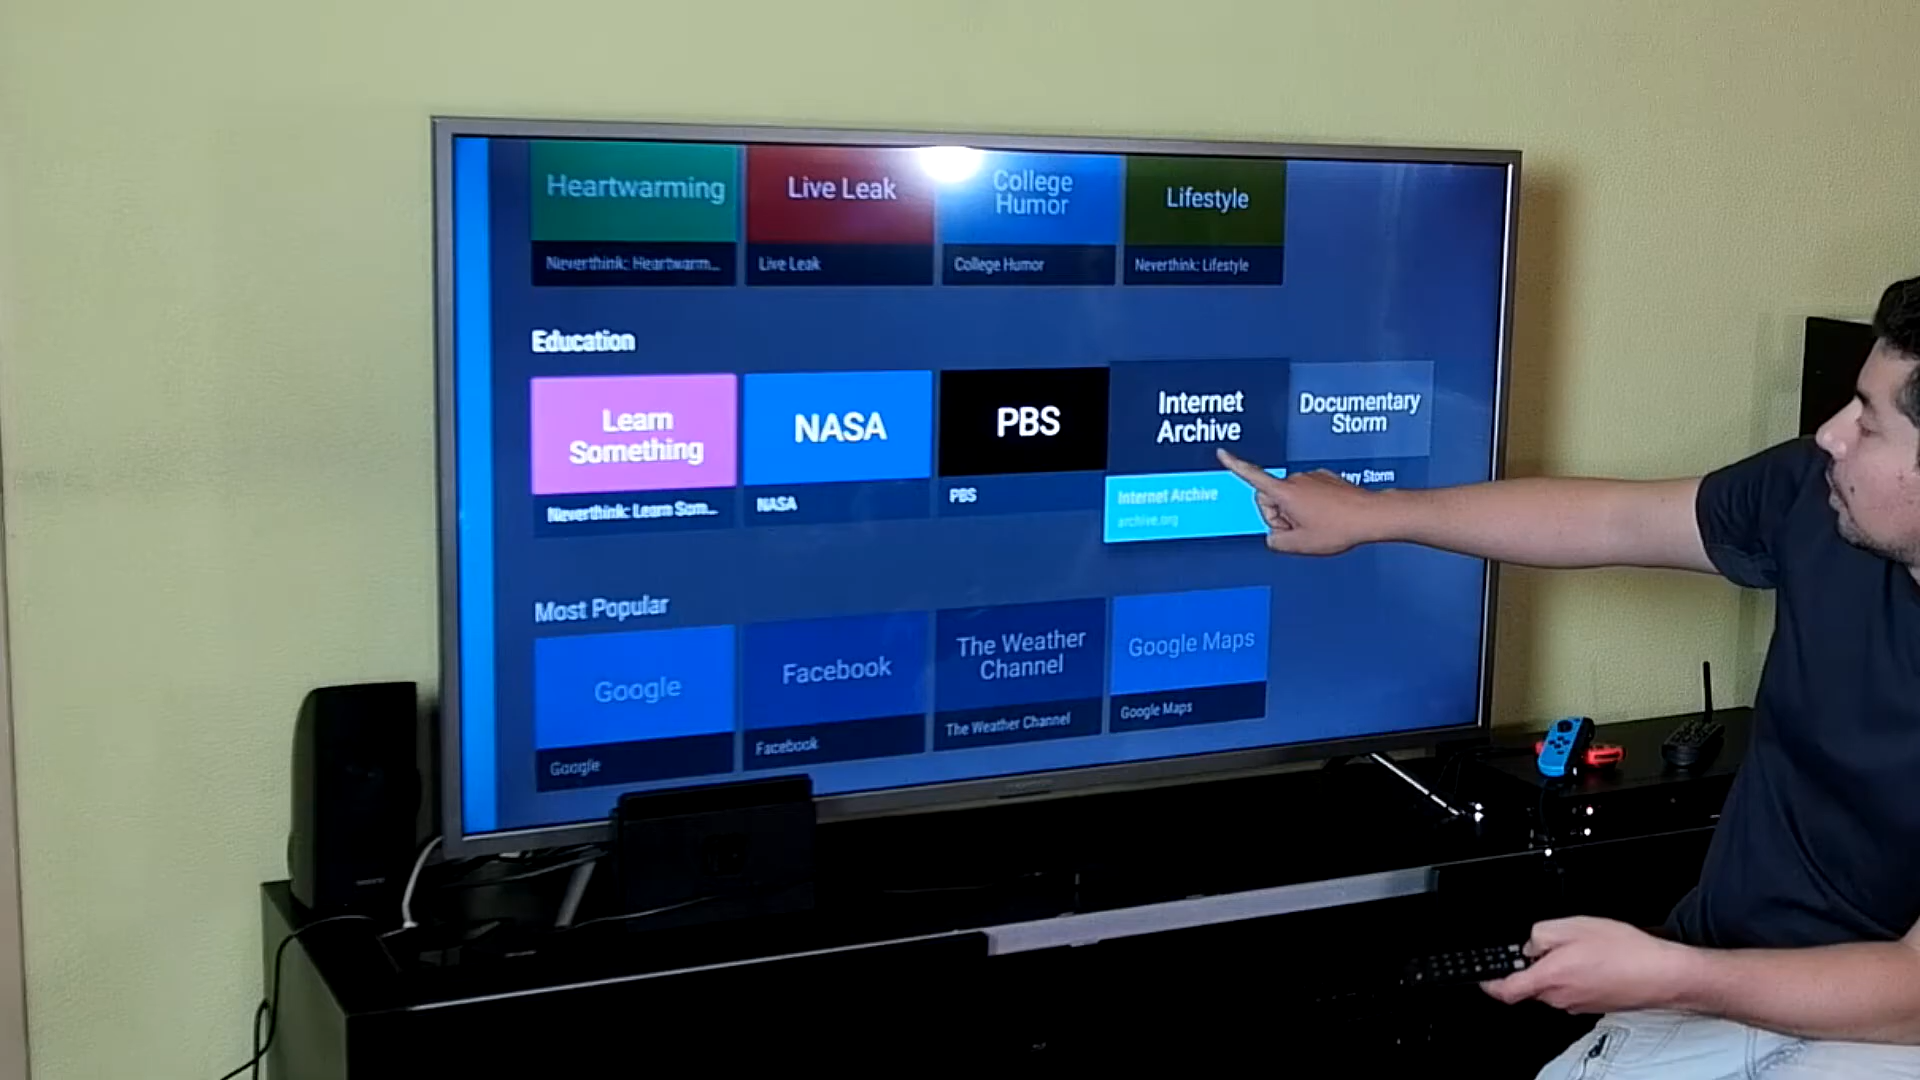 Heartwarming
Live Leak
College
Humor
Lifestyle
Neverthink: Heartwarm...
Live Leak
College Humor
Neverthink: Lifestyle
Education
Learn
Something
NASA
PBS
Internet
Archive
Documentary
Storm
Neverthink: Learn Som...
NASA
PBS
Internet Archive
archive.org
tary Storm
Most Popular
Google
Facebook
The Weather
Channel
Google Maps
Google
Facebook
The Weather Channel
Google Maps